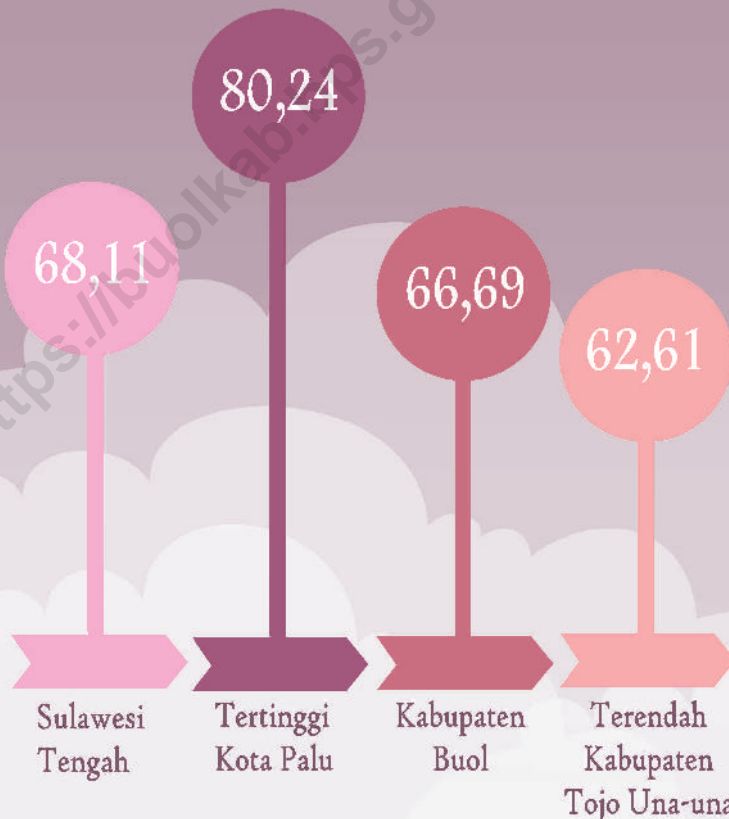 80,24
68,11
66,69
62,61
Sulawesi
Tengah
Tertinggi
Kota Palu
Kabupaten
Buol
Terendah
Kabupaten
Tojo Una-una